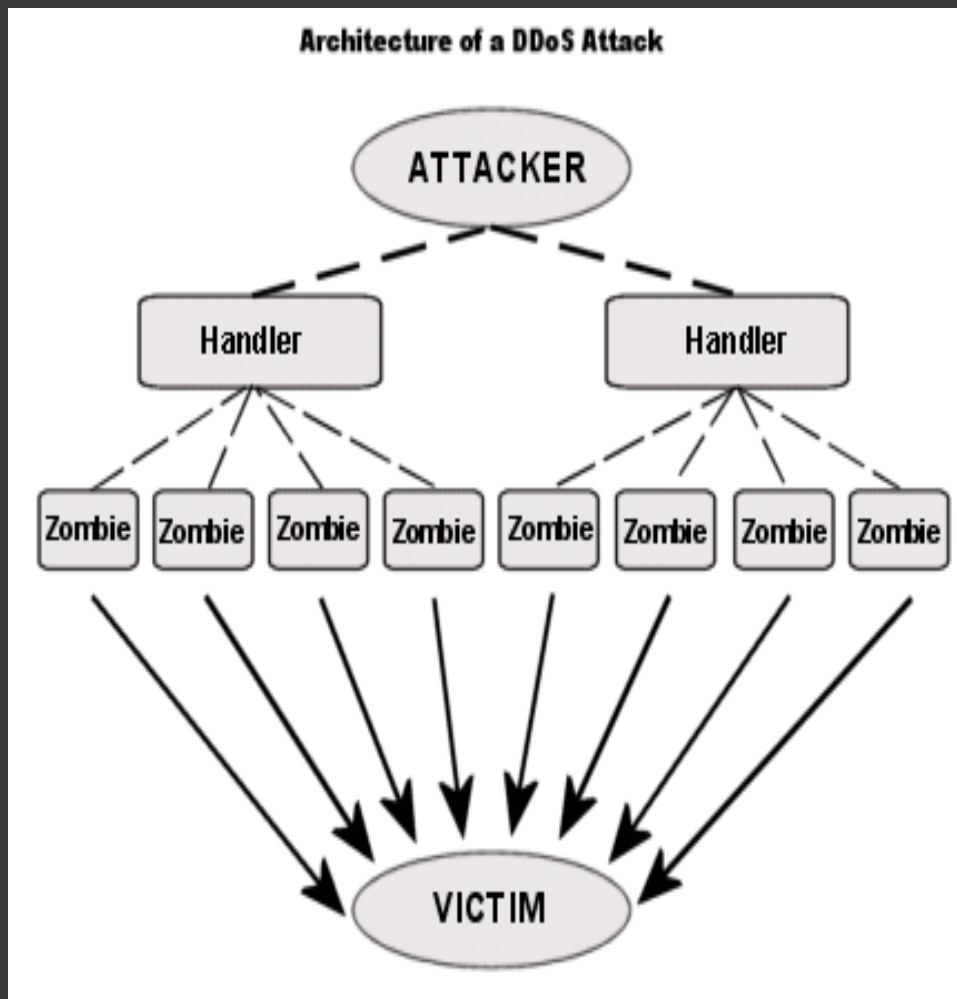 Architecture of a DDoS Attack
ATTACKER
Handler
Handler
Zombie
Zombie
Zombie
Zombie
Zombie
Zombie
Zombie
Zombie
VICTIM